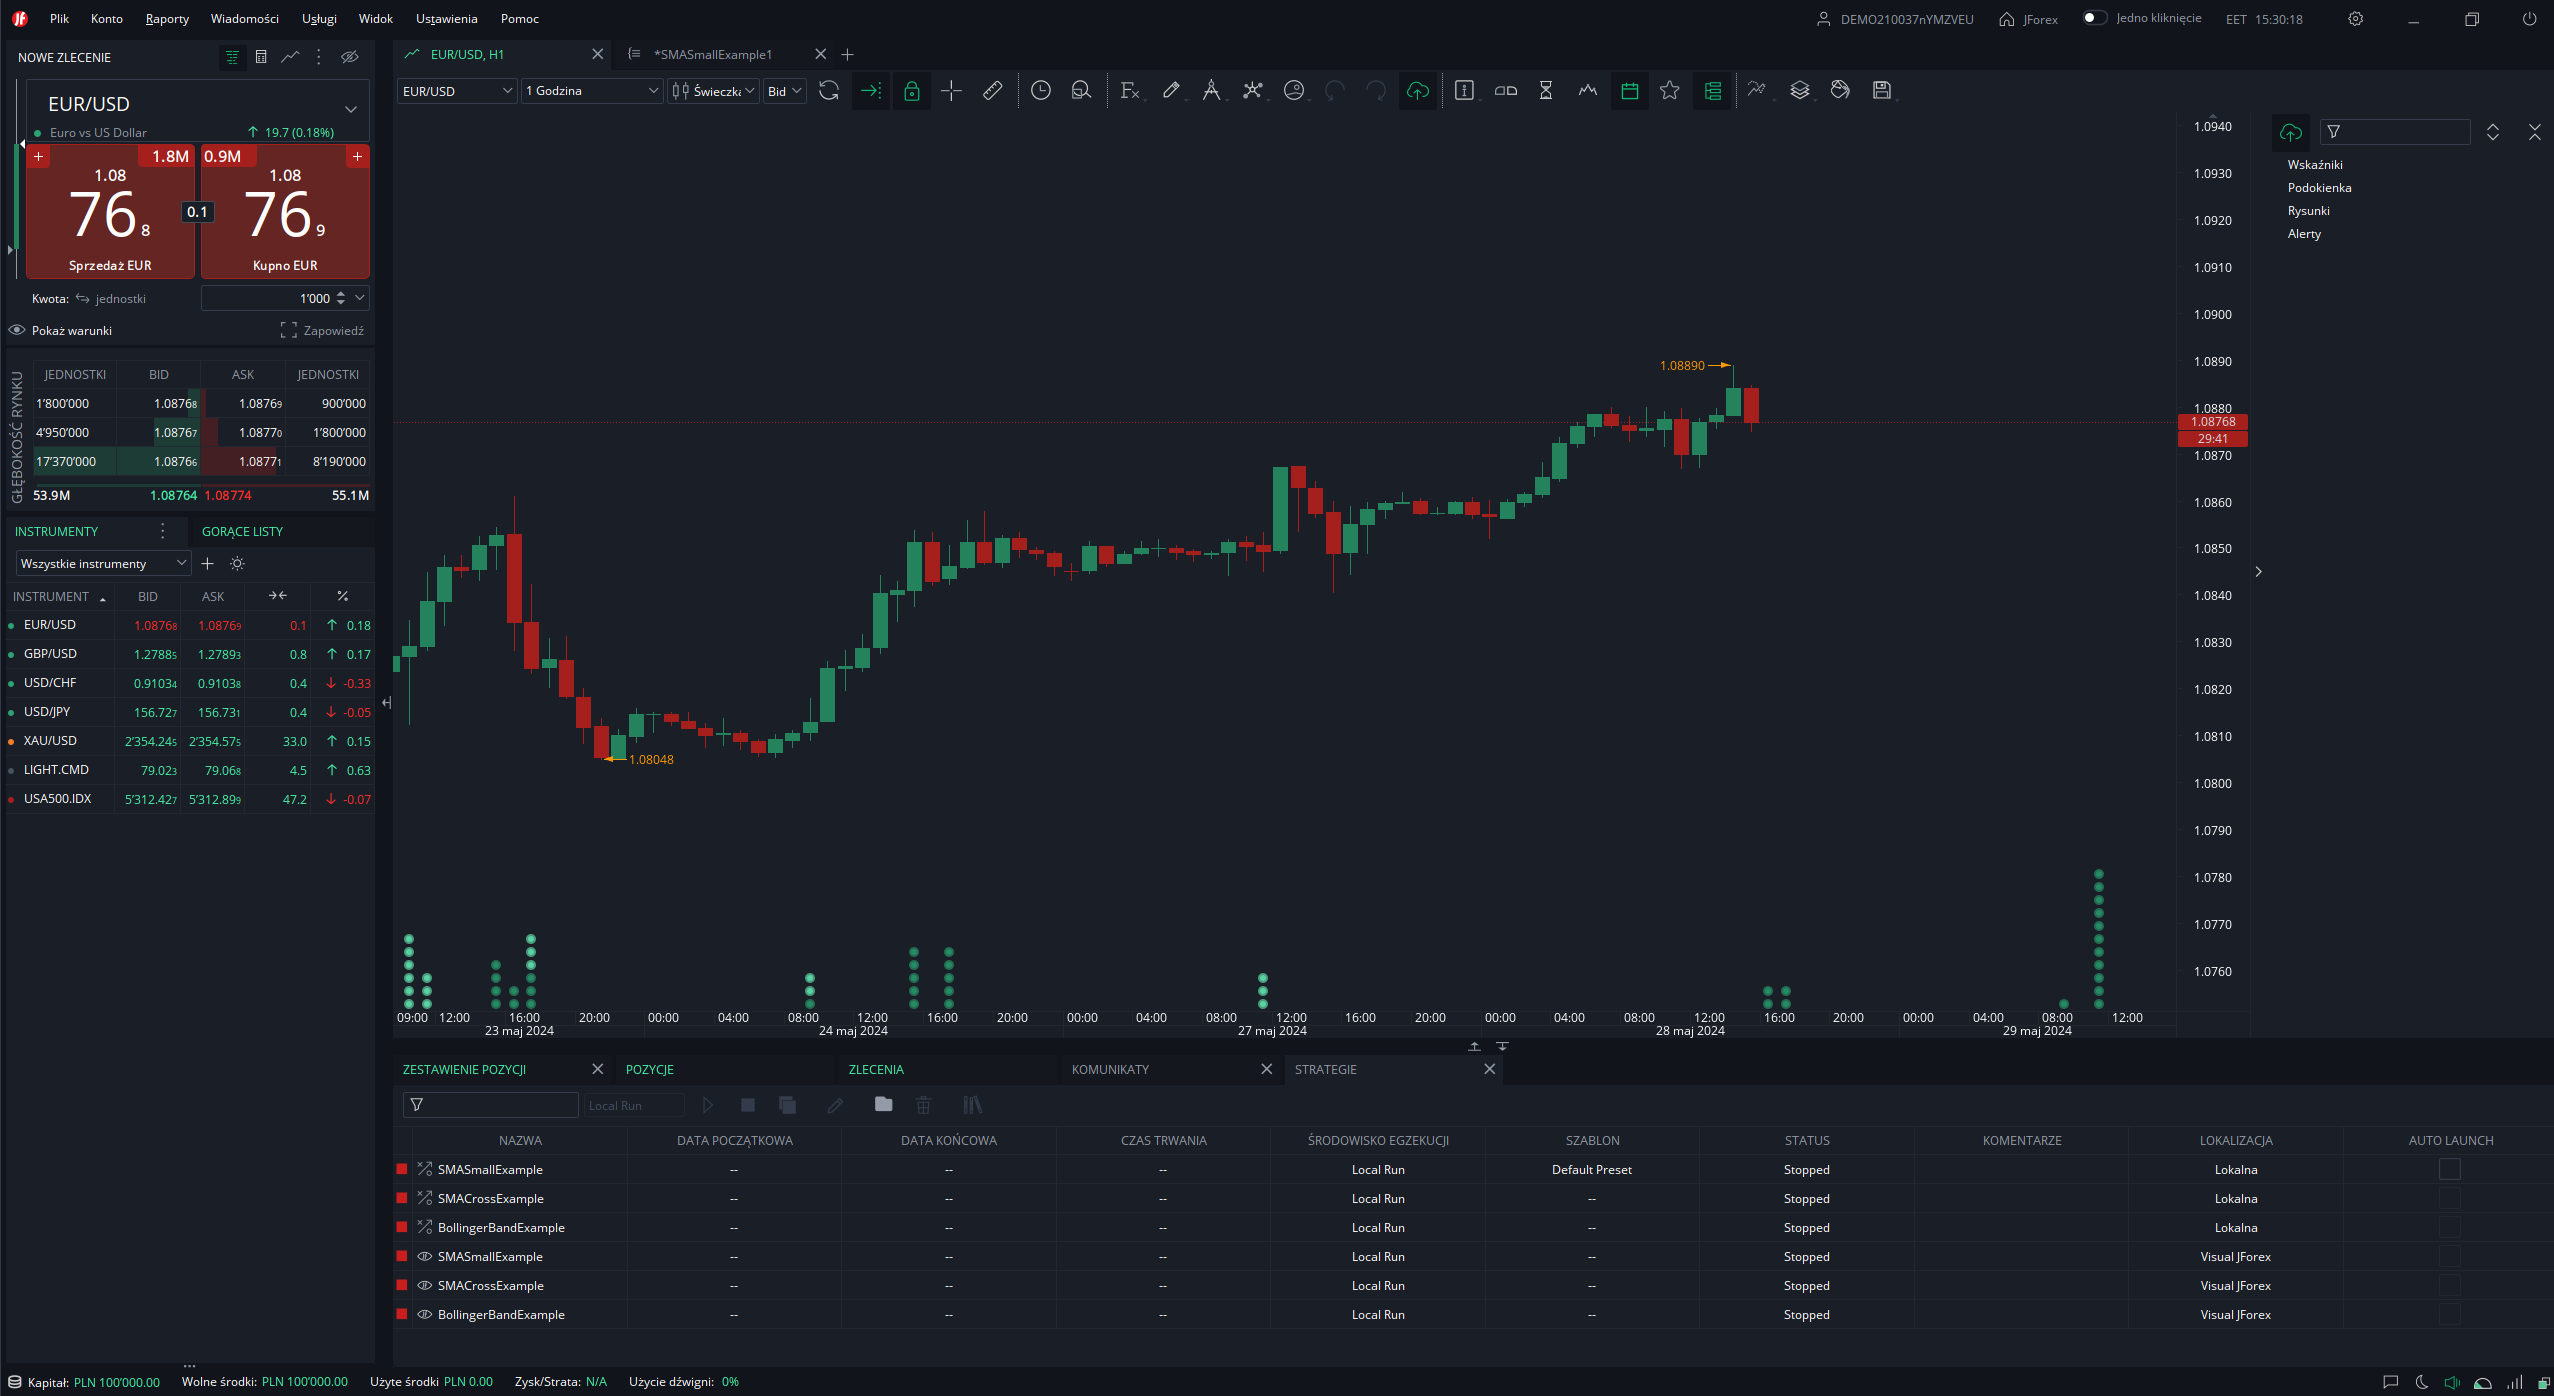 Plik Konto Raporty Wiadomości Usługi Widok Ustawienia Pomoc DEMO210037nYMZVEU JForex Jedno kliknięcie EET 15:30:18
NOWE ZLECENIE
EUR/USD
Euro vs US Dollar 19.7 (0.18%)
+ 1.8M 0.9M +
1.08 1.08
76 8 0.1 76 9
Sprzedaż EUR Kupno EUR
Kwota: jednostki 1'000
Pokaż warunki Zapowiedź
GŁĘBOKOŚĆ RYNKU
JEDNOSTKI BID ASK JEDNOSTKI
1'800'000 1.08768 1.08769 900'000
4'950'000 1.08767 1.08770 1'800'000
17'370'000 1.08766 1.08771 8'190'000
53.9M 1.08764 1.08774 55.1M
INSTRUMENTY GORĄCE LISTY
Wszystkie instrumenty
INSTRUMENT BID ASK %
EUR/USD 1.08768 1.08769 0.1 0.18
GBP/USD 1.27885 1.27893 0.8 0.17
USD/CHF 0.91034 0.91038 0.4 -0.33
USD/JPY 156.727 156.731 0.4 -0.05
XAU/USD 2'354.245 2'354.575 33.0 0.15
LIGHT.CMD 79.023 79.068 4.5 0.63
USA500.IDX 5'312.427 5'312.899 47.2 -0.07
EUR/USD, H1 *SMASmallExample1
EUR/USD 1 Godzina Świeczka Bid
1.0940
1.0930
1.0920
1.0910
1.0900
1.0890
1.0880
1.08768
29:41
1.0870
1.0860
1.0850
1.0840
1.0830
1.0820
1.0810
1.0800
1.0790
1.0780
1.0770
1.0760
1.08890
1.08048
09:00 12:00 16:00 20:00 00:00 04:00 08:00 12:00 16:00 20:00 00:00 04:00 08:00 12:00 16:00 20:00 00:00 04:00 08:00 12:00 16:00 20:00 00:00 04:00 08:00 12:00
23 maj 2024 24 maj 2024 27 maj 2024 28 maj 2024 29 maj 2024
Wskaźniki
Podokienka
Rysunki
Alerty
ZESTAWIENIE POZYCJI POZYCJE ZLECENIA KOMUNIKATY STRATEGIE
Local Run
NAZWA DATA POCZĄTKOWA DATA KOŃCOWA CZAS TRWANIA ŚRODOWISKO EGZEKUCJI SZABLON STATUS KOMENTARZE LOKALIZACJA AUTO LAUNCH
SMASmallExample -- -- -- Local Run Default Preset Stopped Lokalna
SMACrossExample -- -- -- Local Run -- Stopped Lokalna
BollingerBandExample -- -- -- Local Run -- Stopped Lokalna
SMASmallExample -- -- -- Local Run -- Stopped Visual JForex
SMACrossExample -- -- -- Local Run -- Stopped Visual JForex
BollingerBandExample -- -- -- Local Run -- Stopped Visual JForex
Kapitał: PLN 100'000.00 Wolne środki: PLN 100'000.00 Użyte środki PLN 0.00 Zysk/Strata: N/A Użycie dźwigni: 0%